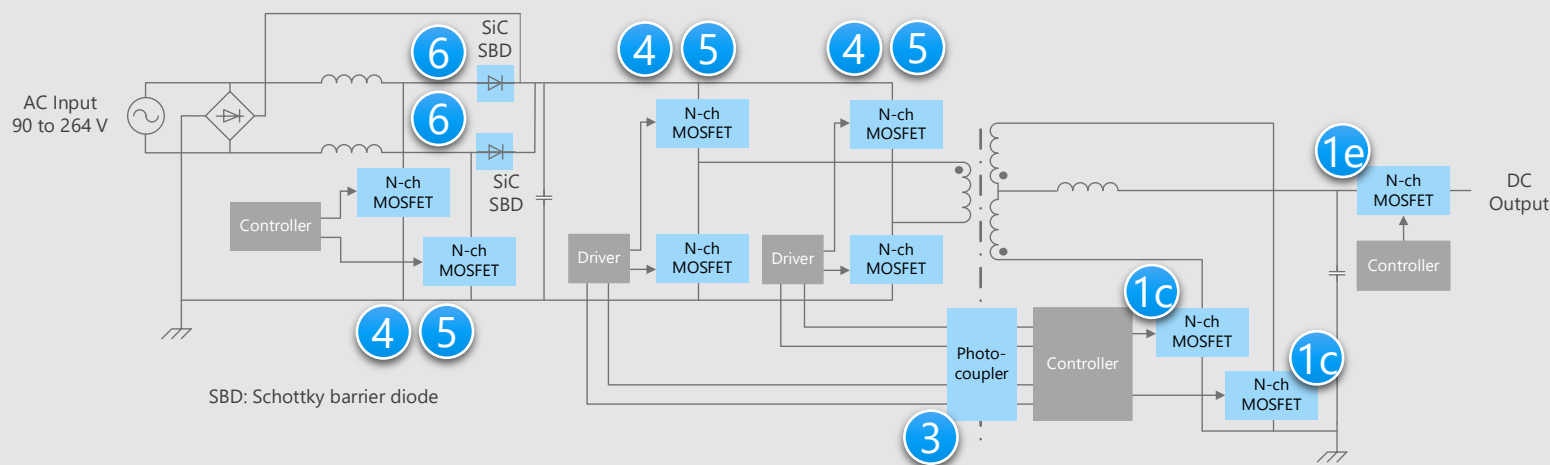 SiC
SBD
6
4
5
4
5
AC Input
90 to 264 V
6
N-ch
MOSFET
N-ch
MOSFET
SiC
SBD
1e
N-ch
MOSFET
DC
Output
N-ch
MOSFET
Controller
N-ch
MOSFET
Driver
N-ch
MOSFET
Driver
N-ch
MOSFET
Controller
4
5
1c
N-ch
MOSFET
Photo-
coupler
Controller
1c
N-ch
MOSFET
SBD: Schottky barrier diode
3